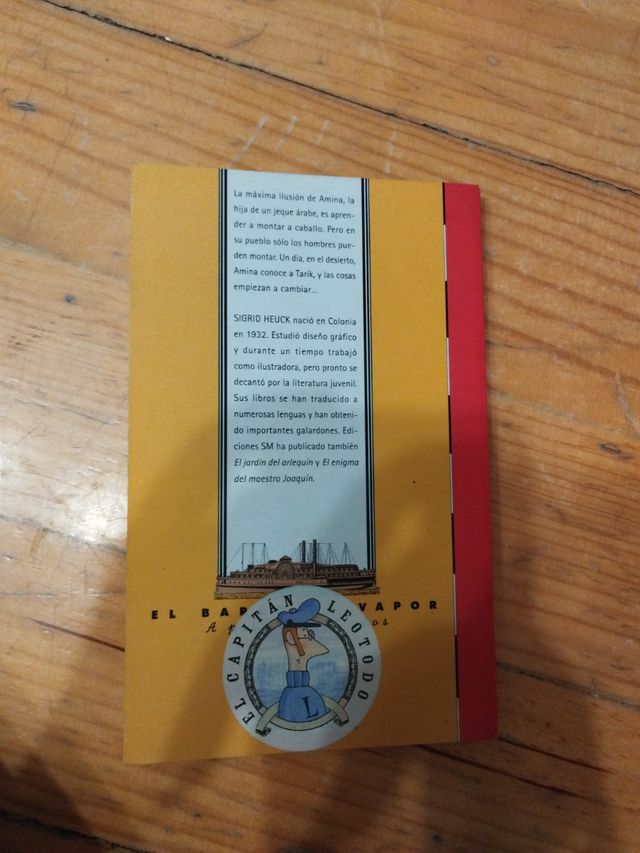 La máxima ilusión de Amina, la
hija de un jeque árabe, es apren-
der a montar a caballo. Pero en
su pueblo sólo los hombres pue-
den montar. Un día, en el desierto,
Amina conoce a Tarik, y las cosas
empiezan a cambiar...
SIGRID HEUCK nació en Colonia
en 1932. Estudió diseño gráfico
y durante un tiempo trabajó
como ilustradora, pero pronto se
decantó por la literatura juvenil.
Sus libros se han traducido a
numerosas lenguas y han obteni-
do importantes galardones. Edi-
ciones SM ha publicado también
El jardín del arlequín y El enigma
del maestro Joaquín.
EL VAPOR
A
EL CAPITÁN LEOTODO
L